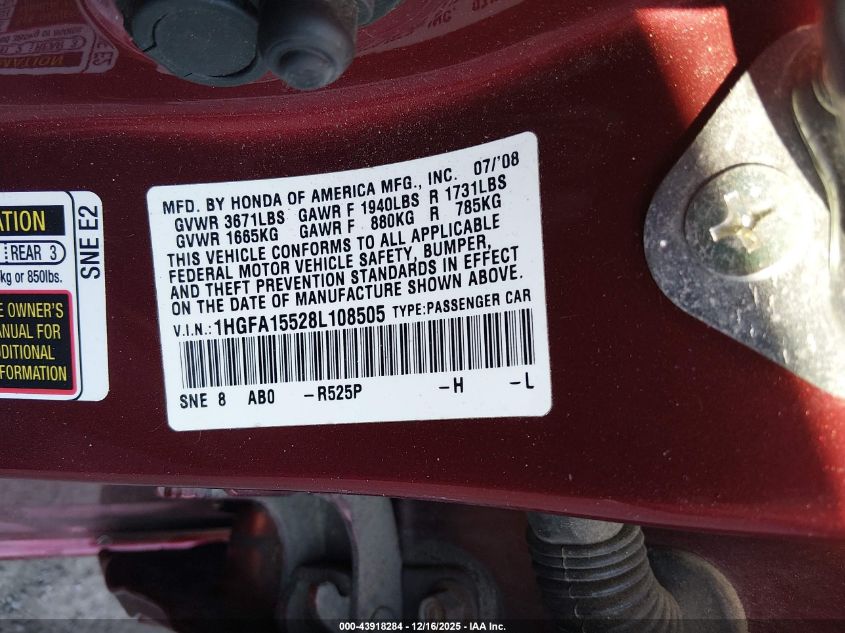 MFD. BY HONDA OF AMERICA MFG., INC. 07/'08
GVWR 3671LBS GAWR F 1940LBS R 1731LBS
GVWR 1665KG GAWR F 880KG R 785KG
THIS VEHICLE CONFORMS TO ALL APPLICABLE
FEDERAL MOTOR VEHICLE SAFETY, BUMPER,
AND THEFT PREVENTION STANDARDS IN EFFECT
ON THE DATE OF MANUFACTURE SHOWN ABOVE.
V.I.N.: 1HGFA15528L108505 TYPE: PASSENGER CAR
SNE 8 AB0 -R525P -H -L
ATION
REAR 3
kg or 850lbs.
SNE E2
E OWNER'S
ANUAL FOR
DITIONAL
FORMATION
000-43918284 - 12/16/2025 - IAA Inc.